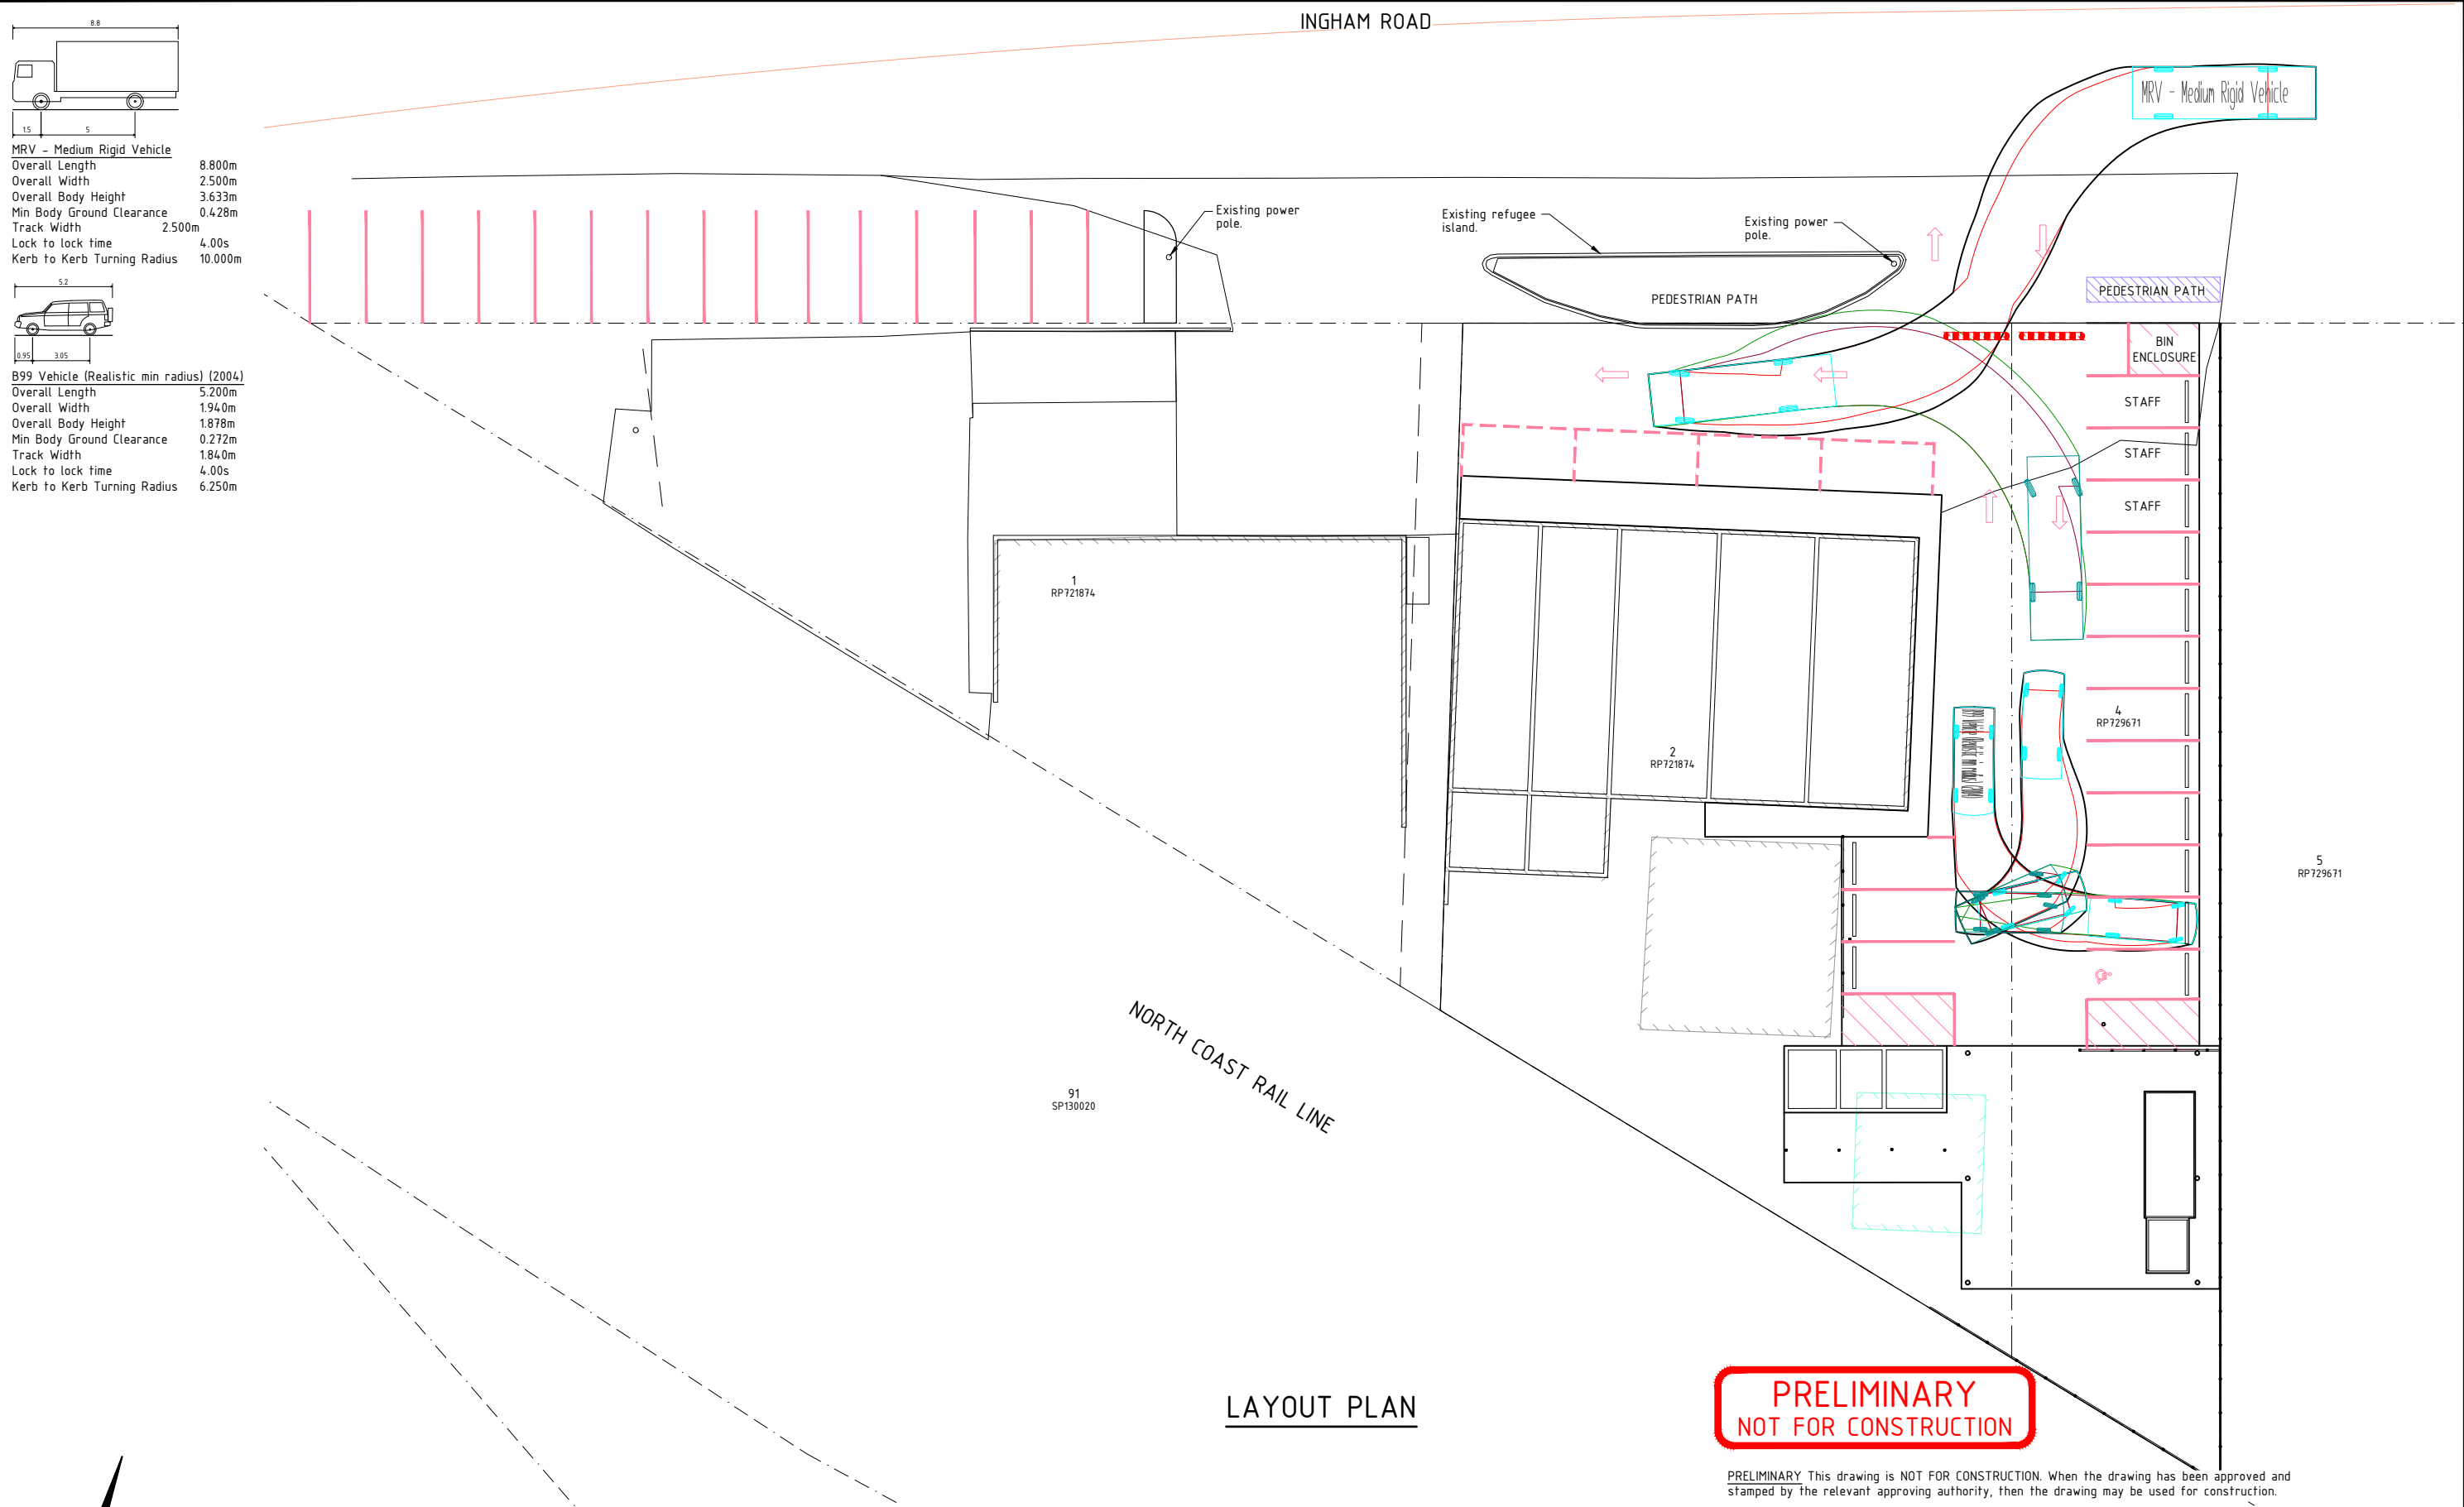 INGHAM ROAD
8.8
1.5
5
MRV - Medium Rigid Vehicle
Overall Length 8.800m
Overall Width 2.500m
Overall Body Height 3.633m
Min Body Ground Clearance 0.428m
Track Width 2.500m
Lock to lock time 4.00s
Kerb to Kerb Turning Radius 10.000m
5.2
0.95
3.05
B99 Vehicle (Realistic min radius) (2004)
Overall Length 5.200m
Overall Width 1.940m
Overall Body Height 1.878m
Min Body Ground Clearance 0.272m
Track Width 1.840m
Lock to lock time 4.00s
Kerb to Kerb Turning Radius 6.250m
MRV - Medium Rigid Vehicle
Existing power
pole.
Existing refugee
island.
Existing power
pole.
PEDESTRIAN PATH
PEDESTRIAN PATH
BIN
ENCLOSURE
STAFF
STAFF
STAFF
1
RP721874
2
RP721874
4
RP729671
5
RP729671
91
SP130020
NORTH COAST RAIL LINE
LAYOUT PLAN
PRELIMINARY
NOT FOR CONSTRUCTION
PRELIMINARY This drawing is NOT FOR CONSTRUCTION. When the drawing has been approved and
stamped by the relevant approving authority, then the drawing may be used for construction.